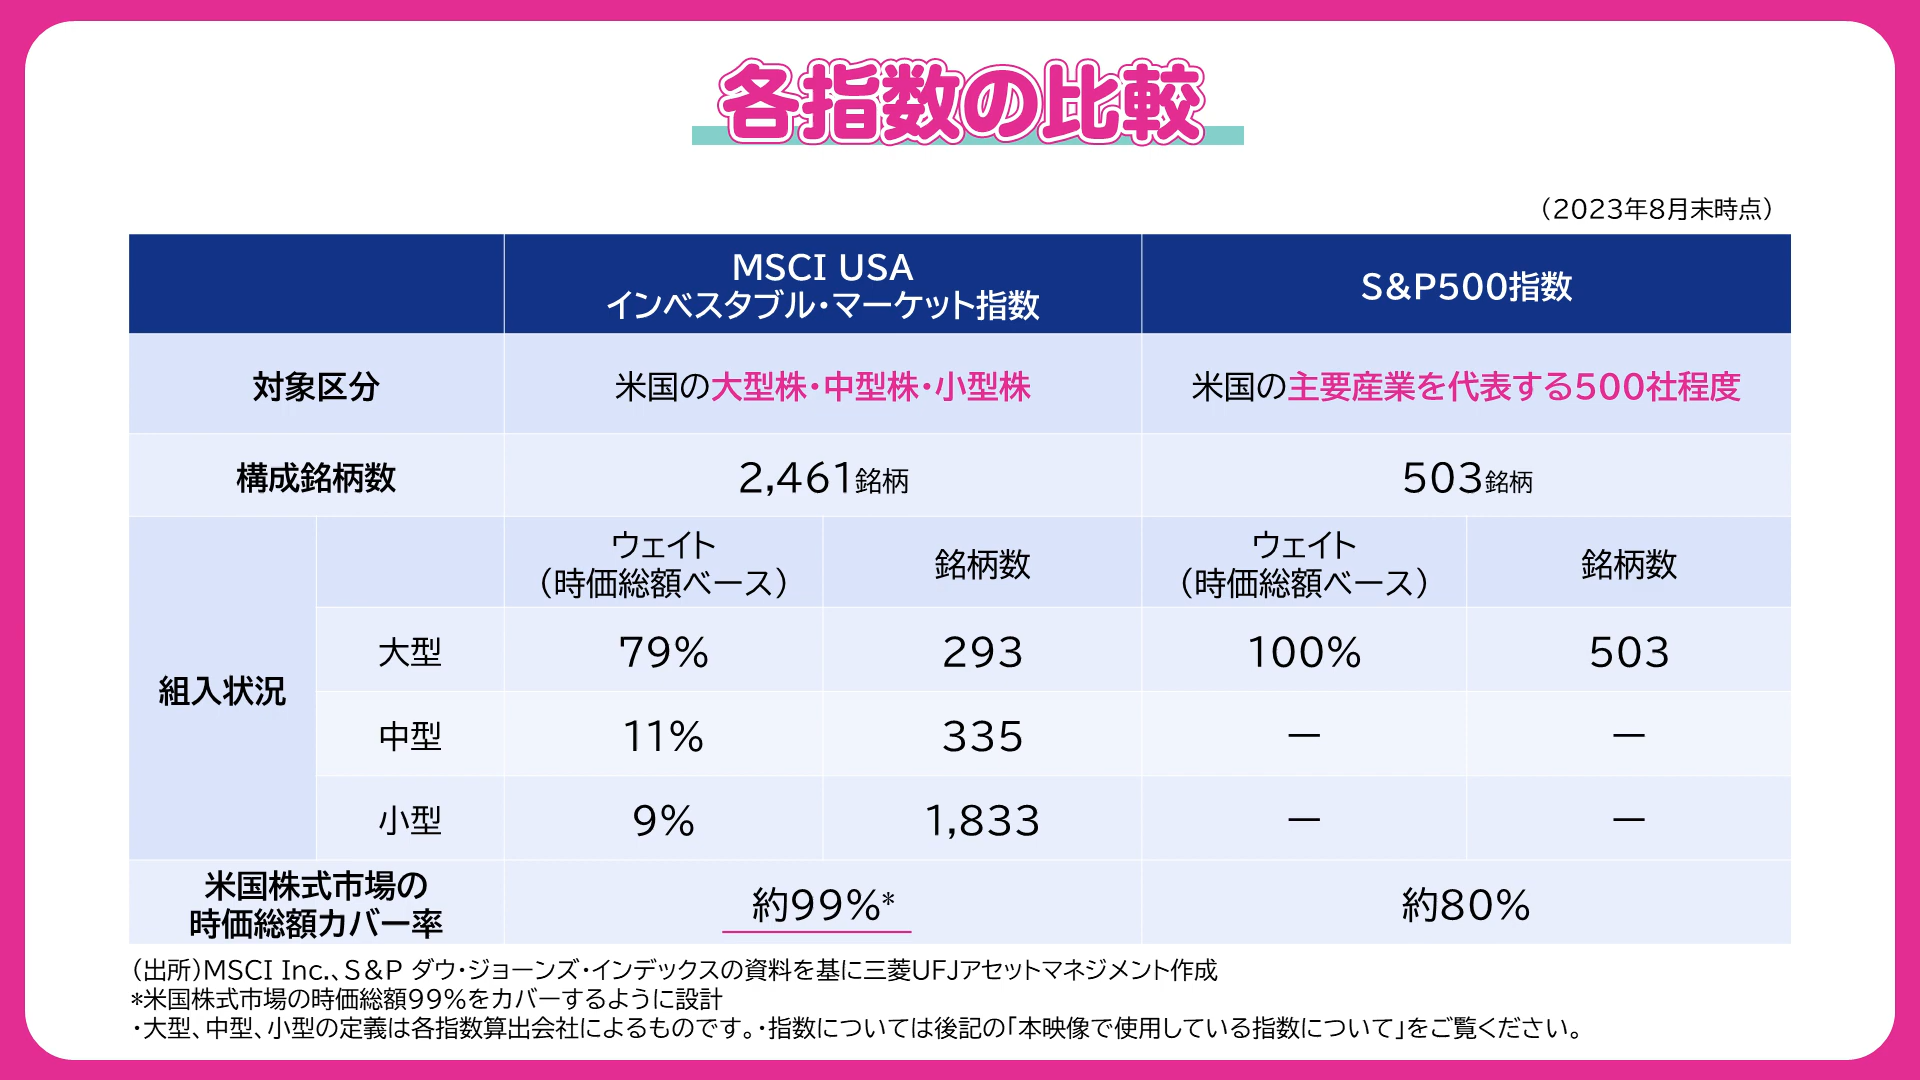 各指数の比較
（2023年8月末時点）
MSCI USA
インベスタブル・マーケット指数
S&P500指数
対象区分
米国の大型株・中型株・小型株
米国の主要産業を代表する500社程度
構成銘柄数
2,461銘柄
503銘柄
組入状況
ウェイト
（時価総額ベース）
銘柄数
ウェイト
（時価総額ベース）
銘柄数
大型
79%
293
100%
503
中型
11%
335
－
－
小型
9%
1,833
－
－
米国株式市場の
時価総額カバー率
約99%*
約80%
（出所）MSCI Inc.、S&P ダウ・ジョーンズ・インデックスの資料を基に三菱UFJアセットマネジメント作成
*米国株式市場の時価総額99%をカバーするように設計
・大型、中型、小型の定義は各指数算出会社によるものです。・指数については後記の「本映像で使用している指数について」をご覧ください。